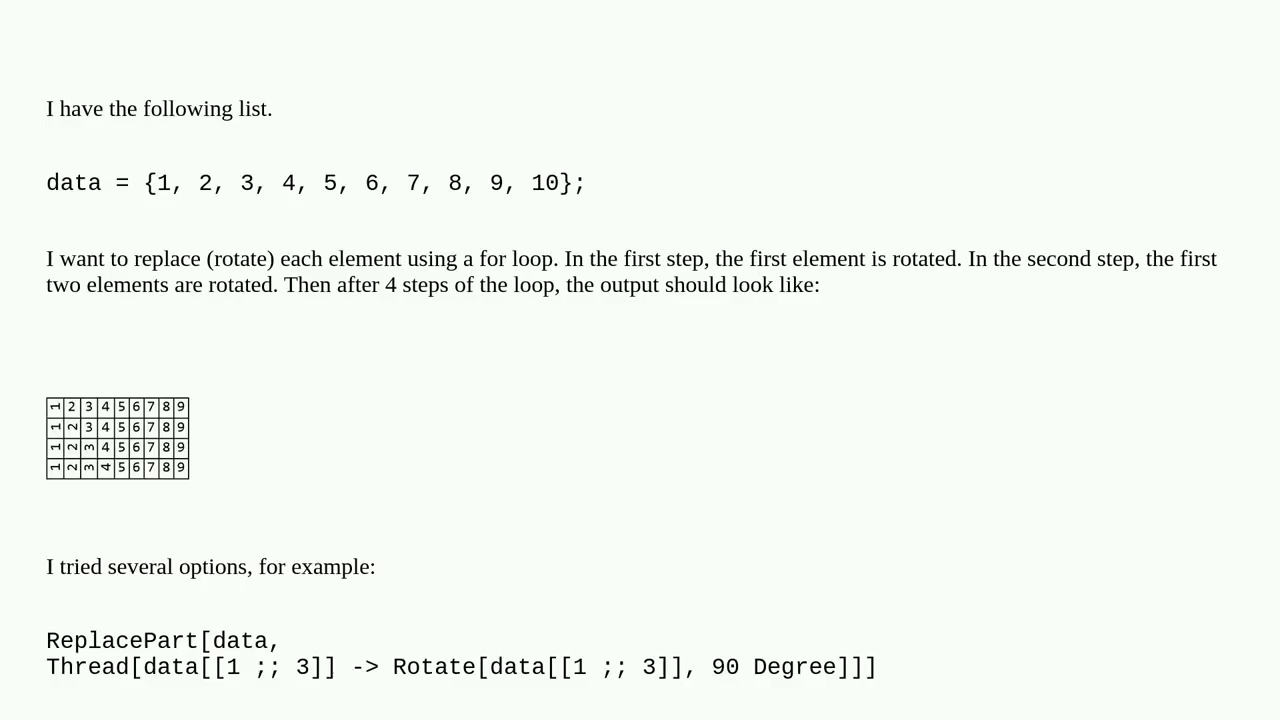 I have the following list.
data = {1, 2, 3, 4, 5, 6, 7, 8, 9, 10};
I want to replace (rotate) each element using a for loop. In the first step, the first element is rotated. In the second step, the first
two elements are rotated. Then after 4 steps of the loop, the output should look like:
1 2 3 4 5 6 7 8 9
1 2 3 4 5 6 7 8 9
1 2 3 4 5 6 7 8 9
1 2 3 4 5 6 7 8 9
I tried several options, for example:
ReplacePart[data,
Thread[data[[1 ;; 3]] -> Rotate[data[[1 ;; 3]], 90 Degree]]]